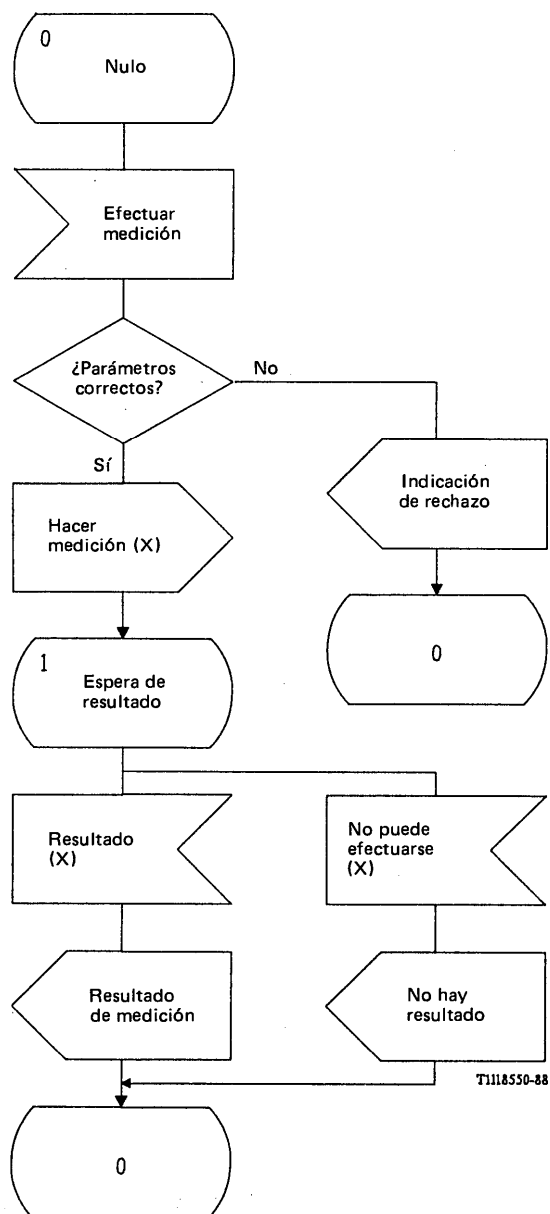 0
Nulo
Efectuar
medición
¿Parámetros
correctos?
No
Sí
Indicación
de rechazo
Hacer
medición (X)
0
1
Espera de
resultado
Resultado
(X)
No puede
efectuarse
(X)
Resultado
de medición
No hay
resultado
T1118550-88
0